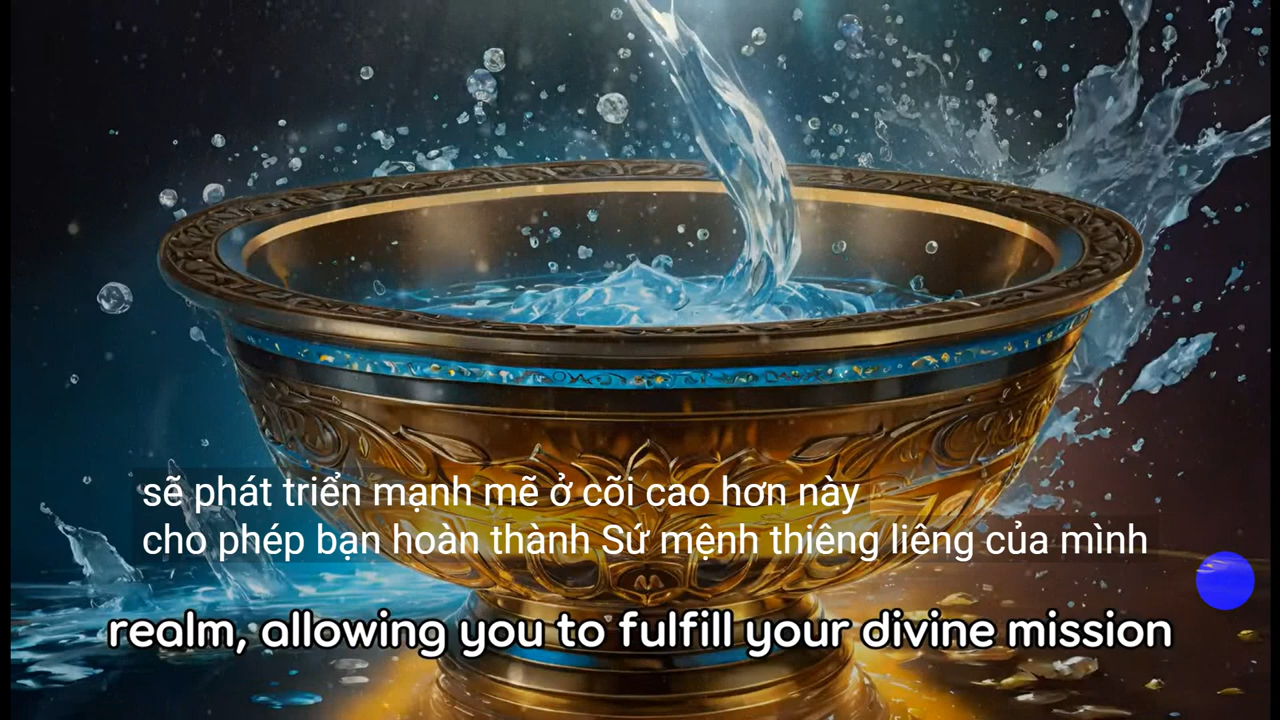 sẽ phát triển mạnh mẽ ở cõi cao hơn này
cho phép bạn hoàn thành Sứ mệnh thiêng liêng của mình
realm, allowing you to fulfill your divine mission